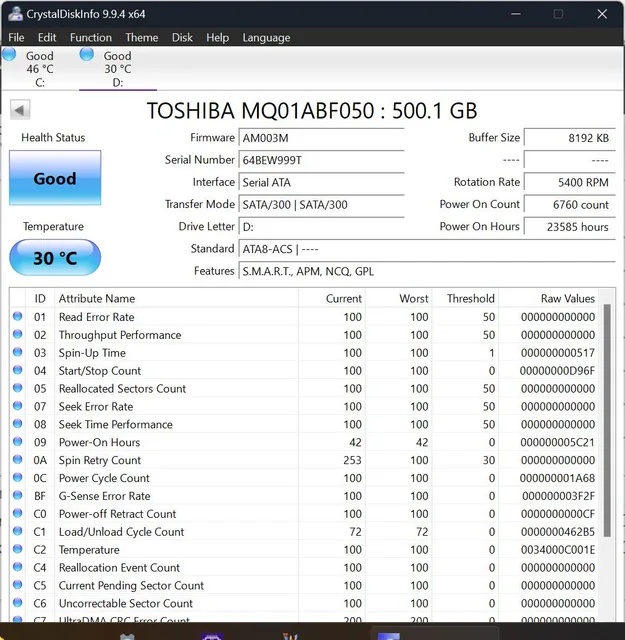 CrystalDiskInfo 9.9.4 x64
File Edit Function Theme Disk Help Language
Good Good
46 °C 30 °C
C: D:
TOSHIBA MQ01ABF050 : 500.1 GB
Health Status
Good
Temperature
30 °C
Firmware AM003M Buffer Size 8192 KB
Serial Number 64BEW999T ---- ----
Interface Serial ATA Rotation Rate 5400 RPM
Transfer Mode SATA/300 | SATA/300 Power On Count 6760 count
Drive Letter D: Power On Hours 23585 hours
Standard ATA8-ACS | ----
Features S.M.A.R.T., APM, NCQ, GPL
ID Attribute Name Current Worst Threshold Raw Values
01 Read Error Rate 100 100 50 000000000000
02 Throughput Performance 100 100 50 000000000000
03 Spin-Up Time 100 100 1 000000000517
04 Start/Stop Count 100 100 0 00000000D96F
05 Reallocated Sectors Count 100 100 50 000000000000
07 Seek Error Rate 100 100 50 000000000000
08 Seek Time Performance 100 100 50 000000000000
09 Power-On Hours 42 42 0 000000005C21
0A Spin Retry Count 253 100 30 000000000000
0C Power Cycle Count 100 100 0 000000001A68
BF G-Sense Error Rate 100 100 0 000000003F2F
C0 Power-off Retract Count 100 100 0 0000000000CF
C1 Load/Unload Cycle Count 72 72 0 0000000462B5
C2 Temperature 100 100 0 0034000C001E
C4 Reallocation Event Count 100 100 0 000000000000
C5 Current Pending Sector Count 100 100 0 000000000000
C6 Uncorrectable Sector Count 100 100 0 000000000000
C7 UltraDMA CRC Error Count 200 200 0 000000000000